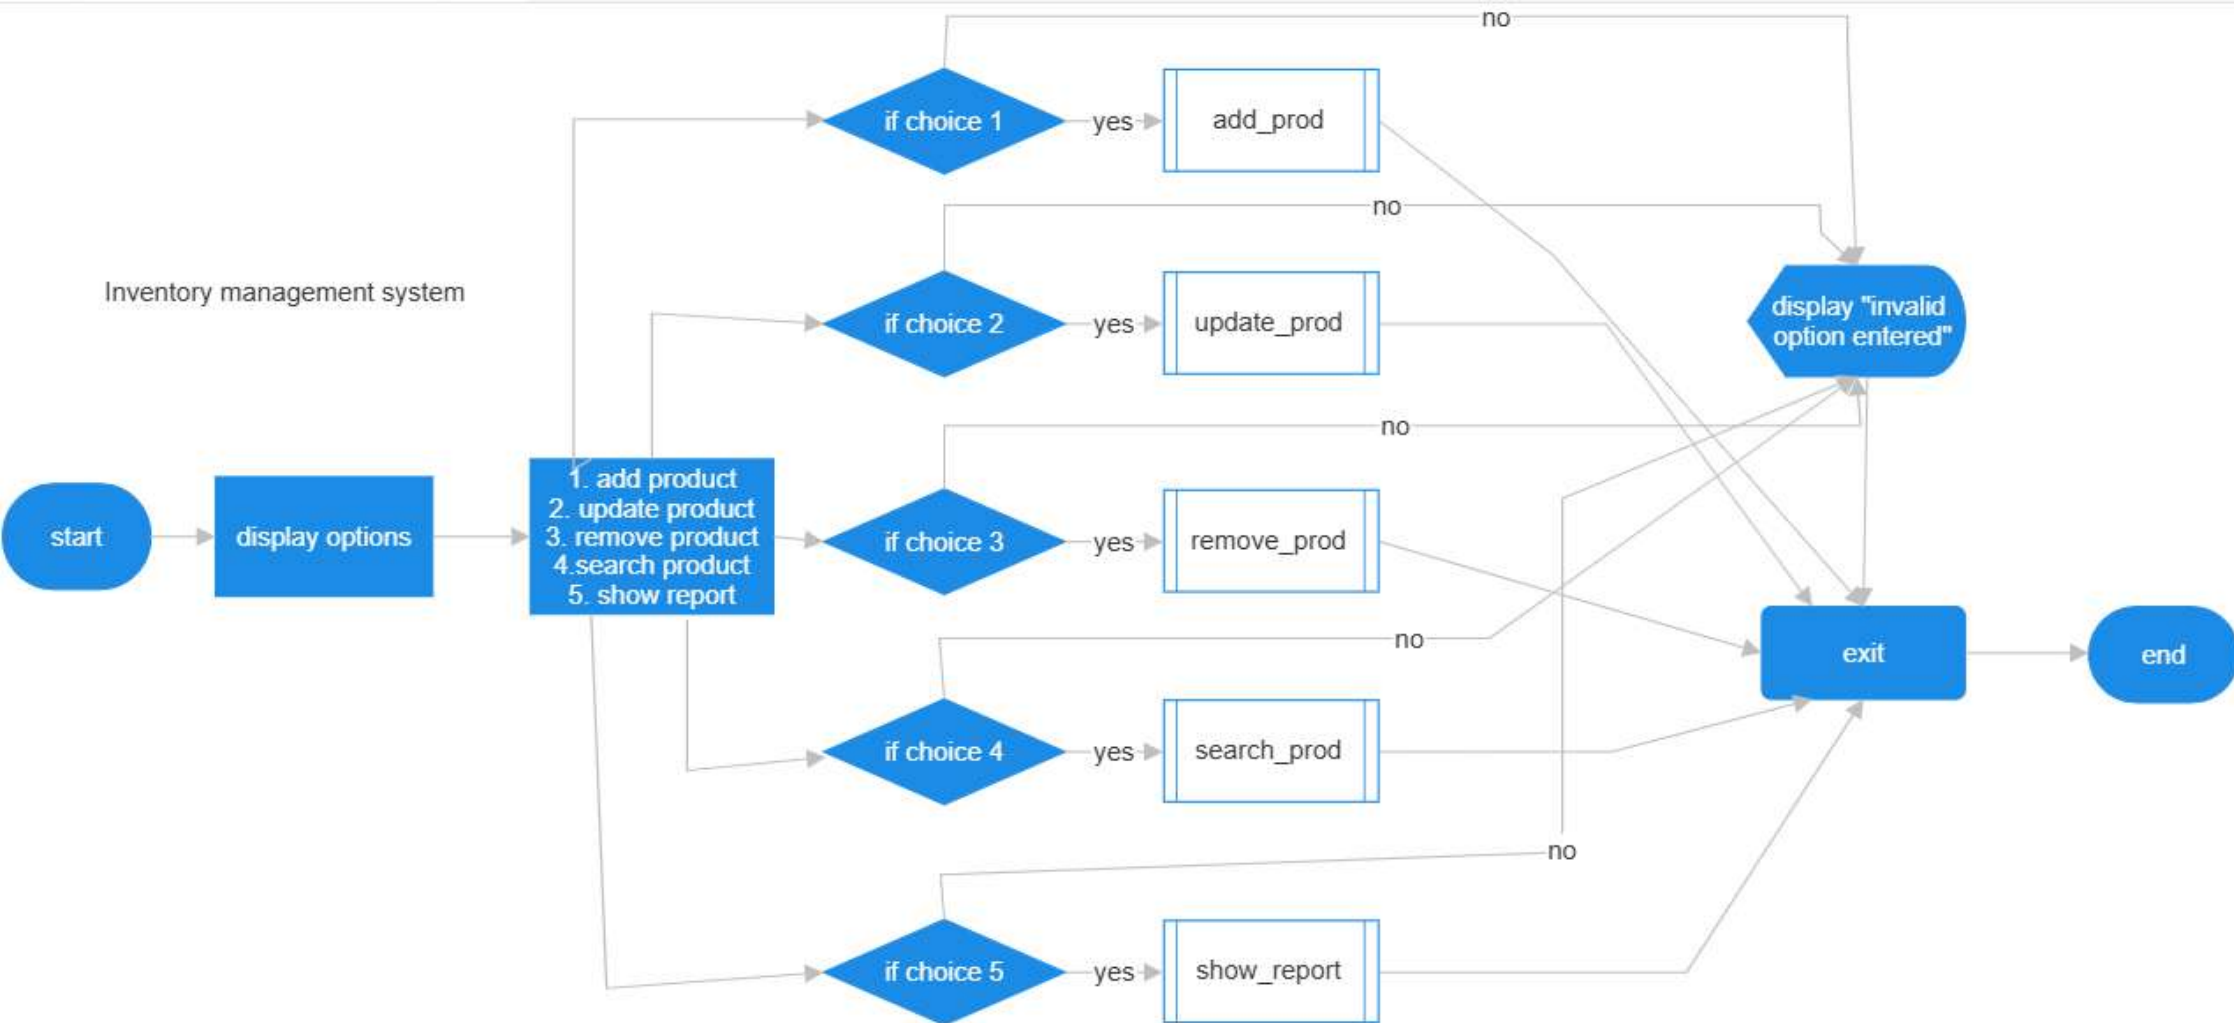 no
if choice 1
yes
add_prod
no
Inventory management system
if choice 2
yes
update_prod
display "invalid
option entered"
no
start
display options
1. add product
2. update product
3. remove product
4.search product
5. show report
if choice 3
yes
remove_prod
no
exit
end
if choice 4
yes
search_prod
no
if choice 5
yes
show_report